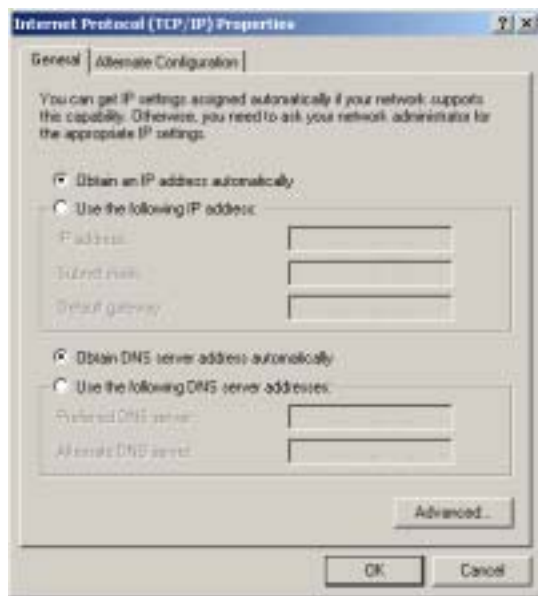 Internet Protocol (TCP/IP) Properties
General
Alternate Configuration
You can get IP settings assigned automatically if your network supports
this capability. Otherwise, you need to ask your network administrator for
the appropriate IP settings.
Obtain an IP address automatically
Use the following IP address:
IP address:
Subnet mask:
Default gateway:
Obtain DNS server address automatically
Use the following DNS server addresses:
Preferred DNS server:
Alternate DNS server:
Advanced...
OK
Cancel